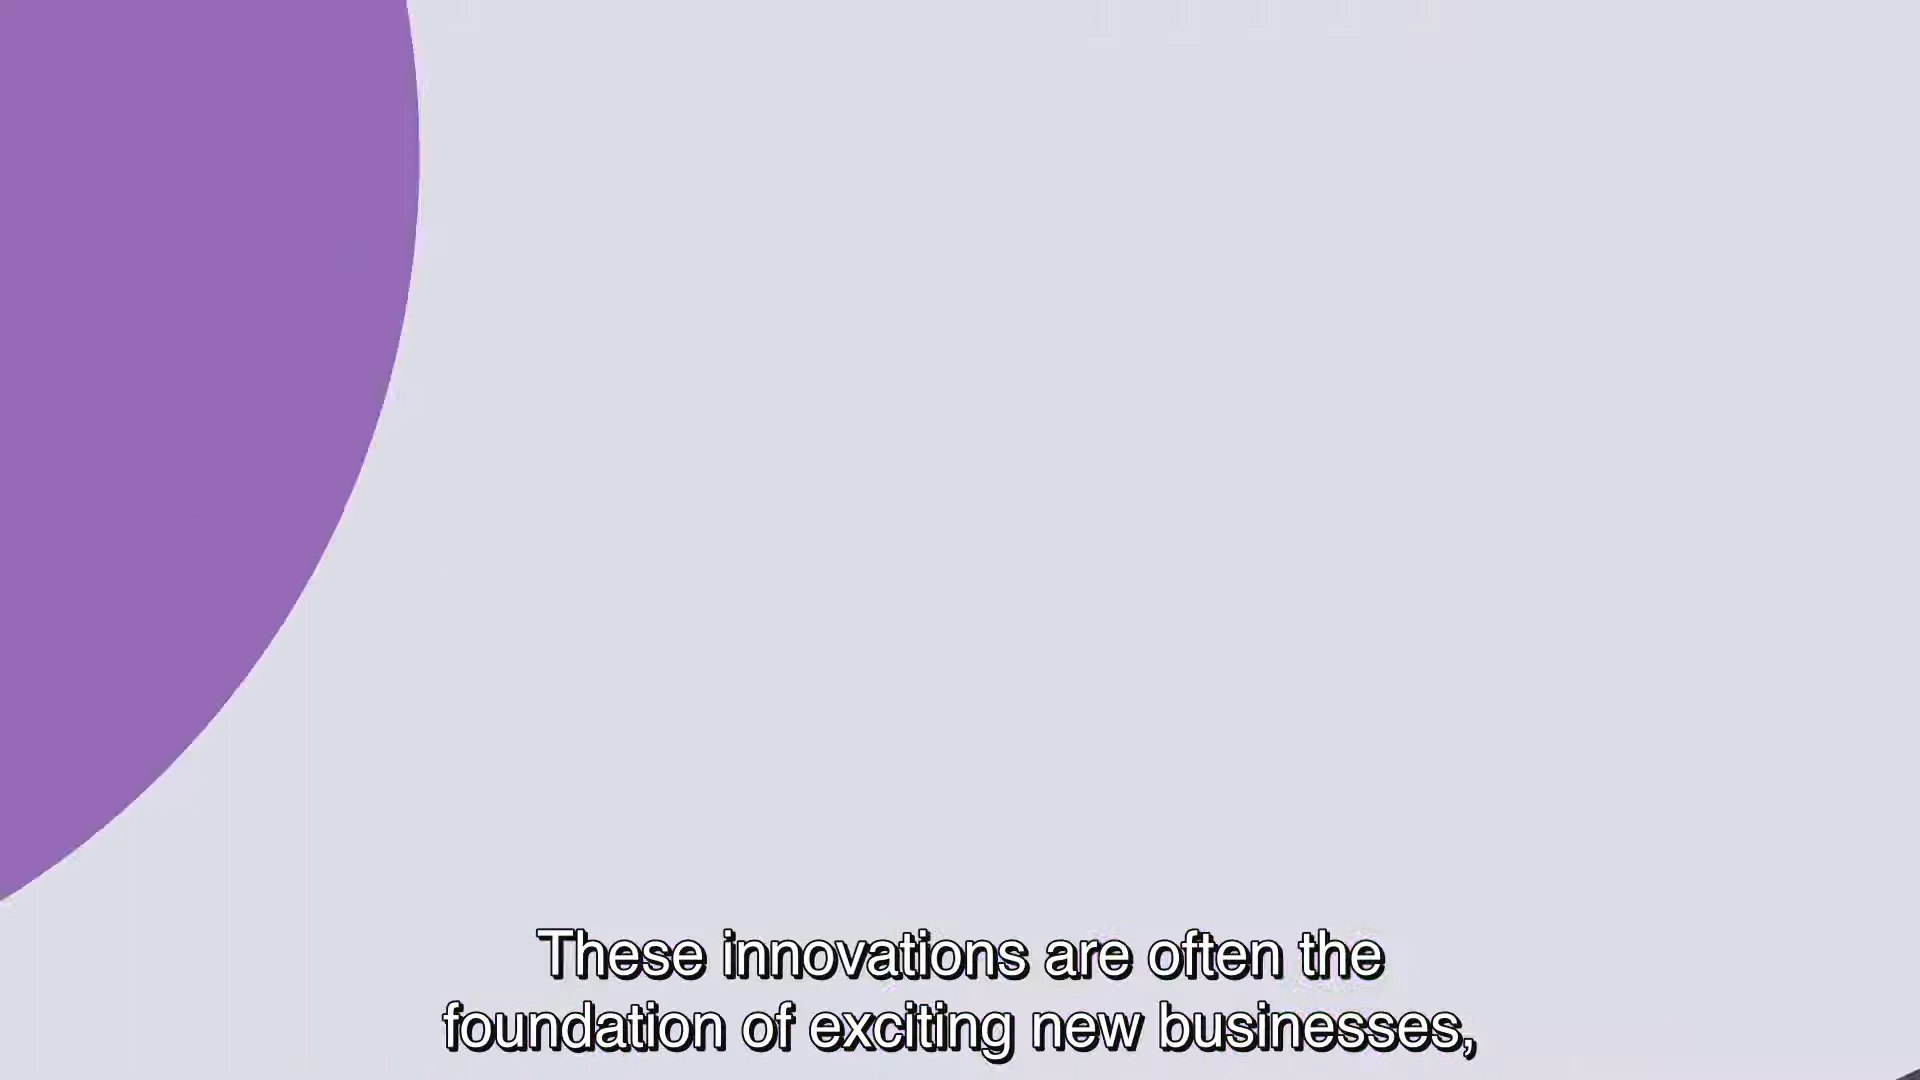 These innovations are often the
foundation of exciting new businesses,